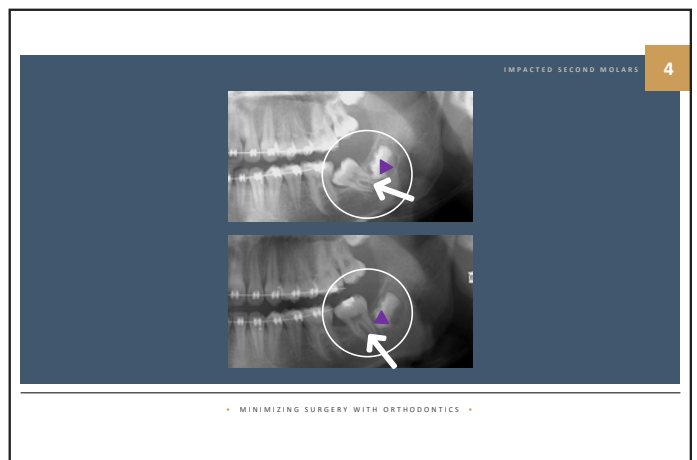 IMPACTED SECOND MOLARS
4
• MINIMIZING SURGERY WITH ORTHODONTICS •